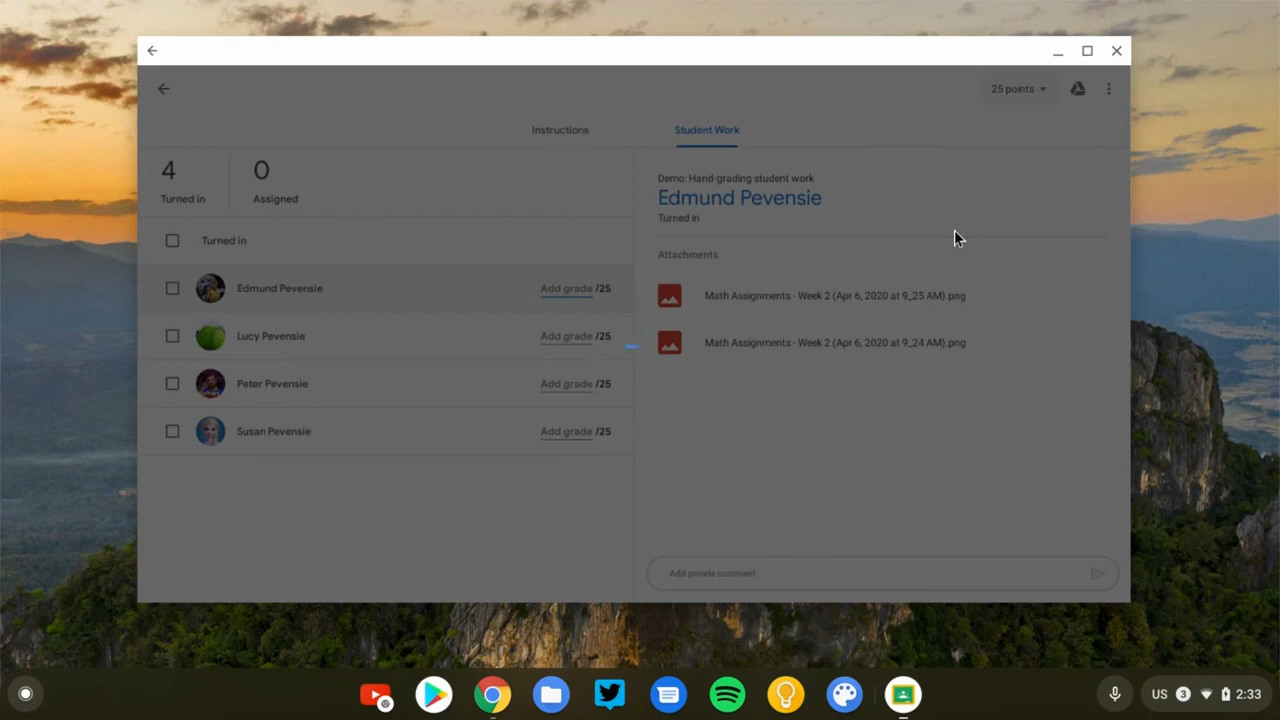 25 points
Instructions
Student Work
4
Turned in
0
Assigned
Demo: Hand-grading student work
Edmund Pevensie
Turned in
Turned in
Attachments
Edmund Pevensie
Add grade /25
Math Assignments - Week 2 (Apr 6, 2020 at 9_25 AM).png
Lucy Pevensie
Add grade /25
Math Assignments - Week 2 (Apr 6, 2020 at 9_24 AM).png
Peter Pevensie
Add grade /25
Susan Pevensie
Add grade /25
Add private comment
US 3 2:33